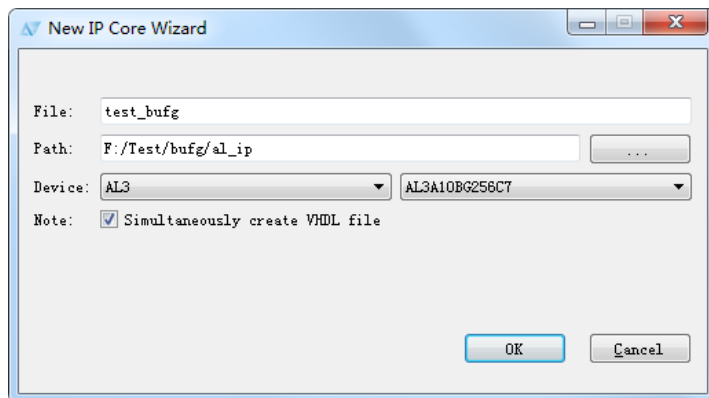 New IP Core Wizard
File: test_bufg
Path: F:/Test/bufg/al_ip ...
Device: AL3 AL3A10BG256C7
Note: Simultaneously create VHDL file
OK Cancel